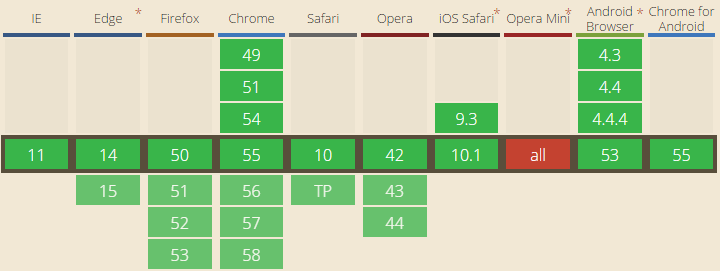 IE Edge * Firefox Chrome Safari Opera iOS Safari * Opera Mini * Android Browser * Chrome for Android
49 4.3
51 4.4
54 9.3 4.4.4
11 14 50 55 10 42 10.1 all 53 55
15 51 56 TP 43
52 57 44
53 58